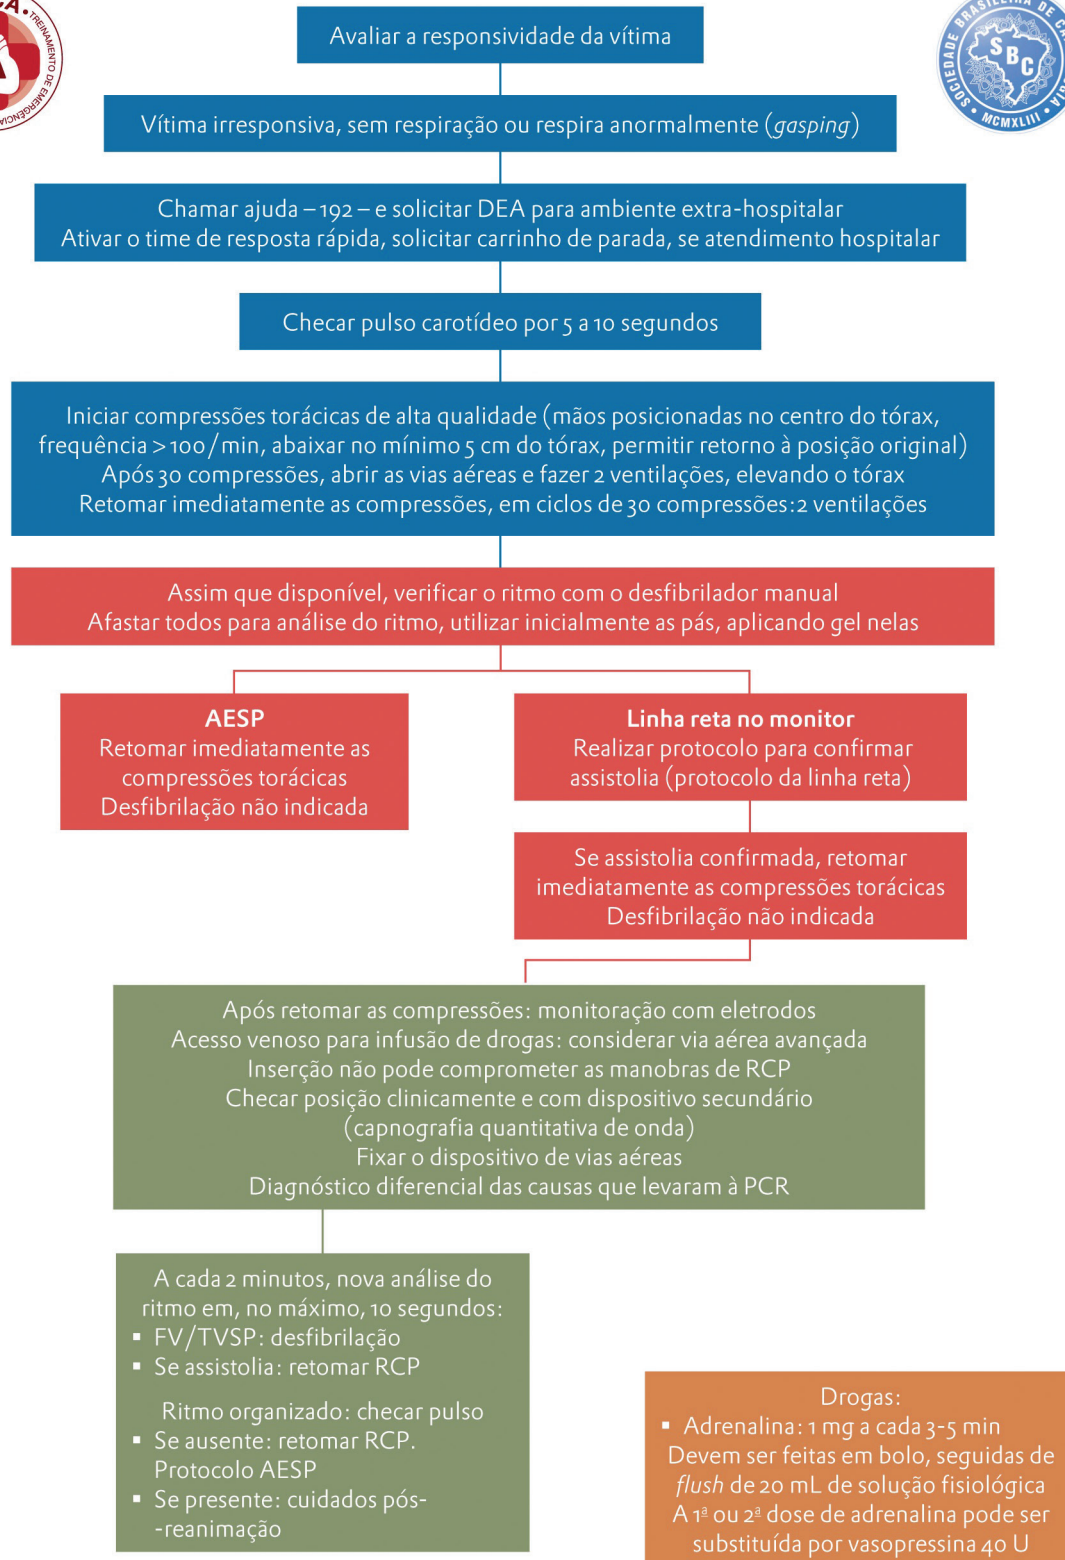 CA • TREINAMENTO DE EMERGÊNCIA
SOCIEDADE BRASILEIRA DE
SBC
MCMXLIII
Avaliar a responsividade da vítima
Vítima irresponsiva, sem respiração ou respira anormalmente (gasping)
Chamar ajuda – 192 – e solicitar DEA para ambiente extra-hospitalar
Ativar o time de resposta rápida, solicitar carrinho de parada, se atendimento hospitalar
Checar pulso carotídeo por 5 a 10 segundos
Iniciar compressões torácicas de alta qualidade (mãos posicionadas no centro do tórax,
frequência > 100/min, abaixar no mínimo 5 cm do tórax, permitir retorno à posição original)
Após 30 compressões, abrir as vias aéreas e fazer 2 ventilações, elevando o tórax
Retomar imediatamente as compressões, em ciclos de 30 compressões:2 ventilações
Assim que disponível, verificar o ritmo com o desfibrilador manual
Afastar todos para análise do ritmo, utilizar inicialmente as pás, aplicando gel nelas
AESP
Retomar imediatamente as
compressões torácicas
Desfibrilação não indicada
Linha reta no monitor
Realizar protocolo para confirmar
assistolia (protocolo da linha reta)
Se assistolia confirmada, retomar
imediatamente as compressões torácicas
Desfibrilação não indicada
Após retomar as compressões: monitoração com eletrodos
Acesso venoso para infusão de drogas: considerar via aérea avançada
Inserção não pode comprometer as manobras de RCP
Checar posição clinicamente e com dispositivo secundário
(capnografia quantitativa de onda)
Fixar o dispositivo de vias aéreas
Diagnóstico diferencial das causas que levaram à PCR
A cada 2 minutos, nova análise do
ritmo em, no máximo, 10 segundos:
▪ FV/TVSP: desfibrilação
▪ Se assistolia: retomar RCP
Ritmo organizado: checar pulso
▪ Se ausente: retomar RCP.
Protocolo AESP
▪ Se presente: cuidados pós-
-reanimação
Drogas:
▪ Adrenalina: 1 mg a cada 3-5 min
Devem ser feitas em bolo, seguidas de
flush de 20 mL de solução fisiológica
A 1ª ou 2ª dose de adrenalina pode ser
substituída por vasopressina 40 U